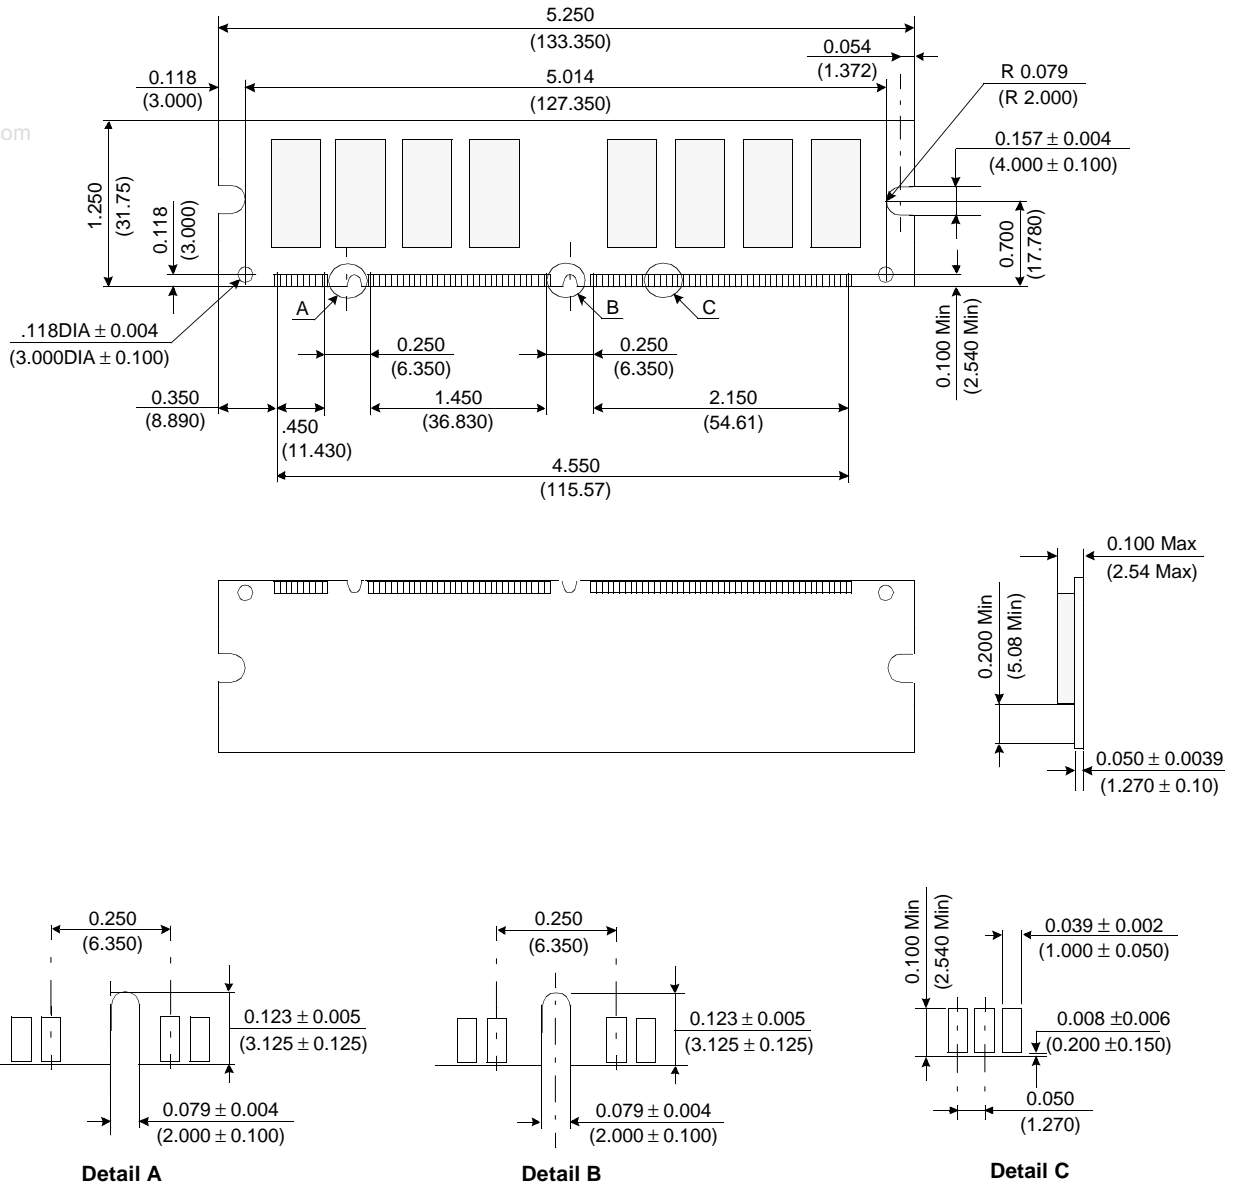 5.250
(133.350)
0.054
(1.372)
R 0.079
(R 2.000)
0.118
(3.000)
5.014
(127.350)
om
0.157 ± 0.004
(4.000 ± 0.100)
1.250
(31.75)
0.118
(3.000)
0.700
(17.780)
A
B
C
.118DIA ± 0.004
(3.000DIA ± 0.100)
0.250
(6.350)
0.250
(6.350)
0.100 Min
(2.540 Min)
0.350
(8.890)
.450
(11.430)
1.450
(36.830)
2.150
(54.61)
4.550
(115.57)
0.100 Max
(2.54 Max)
0.200 Min
(5.08 Min)
0.050 ± 0.0039
(1.270 ± 0.10)
0.250
(6.350)
0.123 ± 0.005
(3.125 ± 0.125)
0.079 ± 0.004
(2.000 ± 0.100)
Detail A
0.250
(6.350)
0.123 ± 0.005
(3.125 ± 0.125)
0.079 ± 0.004
(2.000 ± 0.100)
Detail B
0.100 Min
(2.540 Min)
0.039 ± 0.002
(1.000 ± 0.050)
0.008 ±0.006
(0.200 ±0.150)
0.050
(1.270)
Detail C